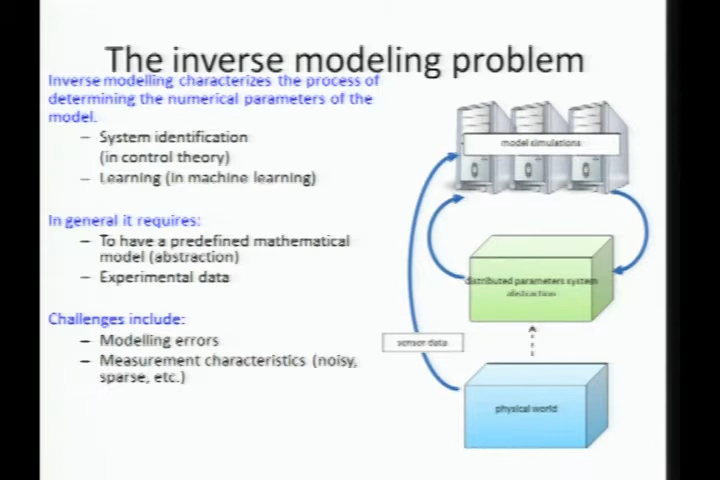 The inverse modeling problem
Inverse modelling characterizes the process of
determining the numerical parameters of the
model.
– System identification
(in control theory)
– Learning (in machine learning)
In general it requires:
– To have a predefined mathematical
model (abstraction)
– Experimental data
Challenges include:
– Modelling errors
– Measurement characteristics (noisy,
sparse, etc.)
model simulations
distributed parameters system
abstraction
sensor data
physical world